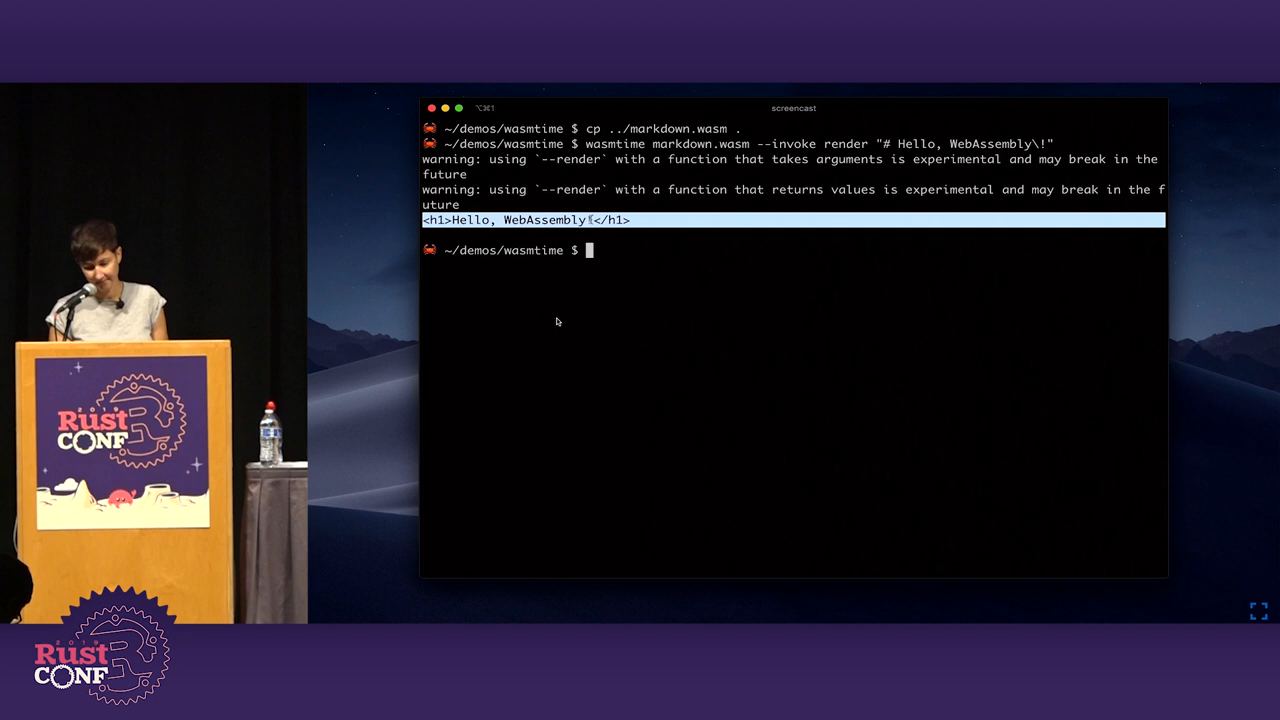 ⌥⌘1
screencast
~/demos/wasmtime $ cp ../markdown.wasm .
~/demos/wasmtime $ wasmtime markdown.wasm --invoke render "# Hello, WebAssembly\!"
warning: using `--render` with a function that takes arguments is experimental and may break in the
future
warning: using `--render` with a function that returns values is experimental and may break in the f
uture
<h1>Hello, WebAssembly!</h1>
~/demos/wasmtime $
2019
Rust
CONF
R
2019
Rust
CONF
R